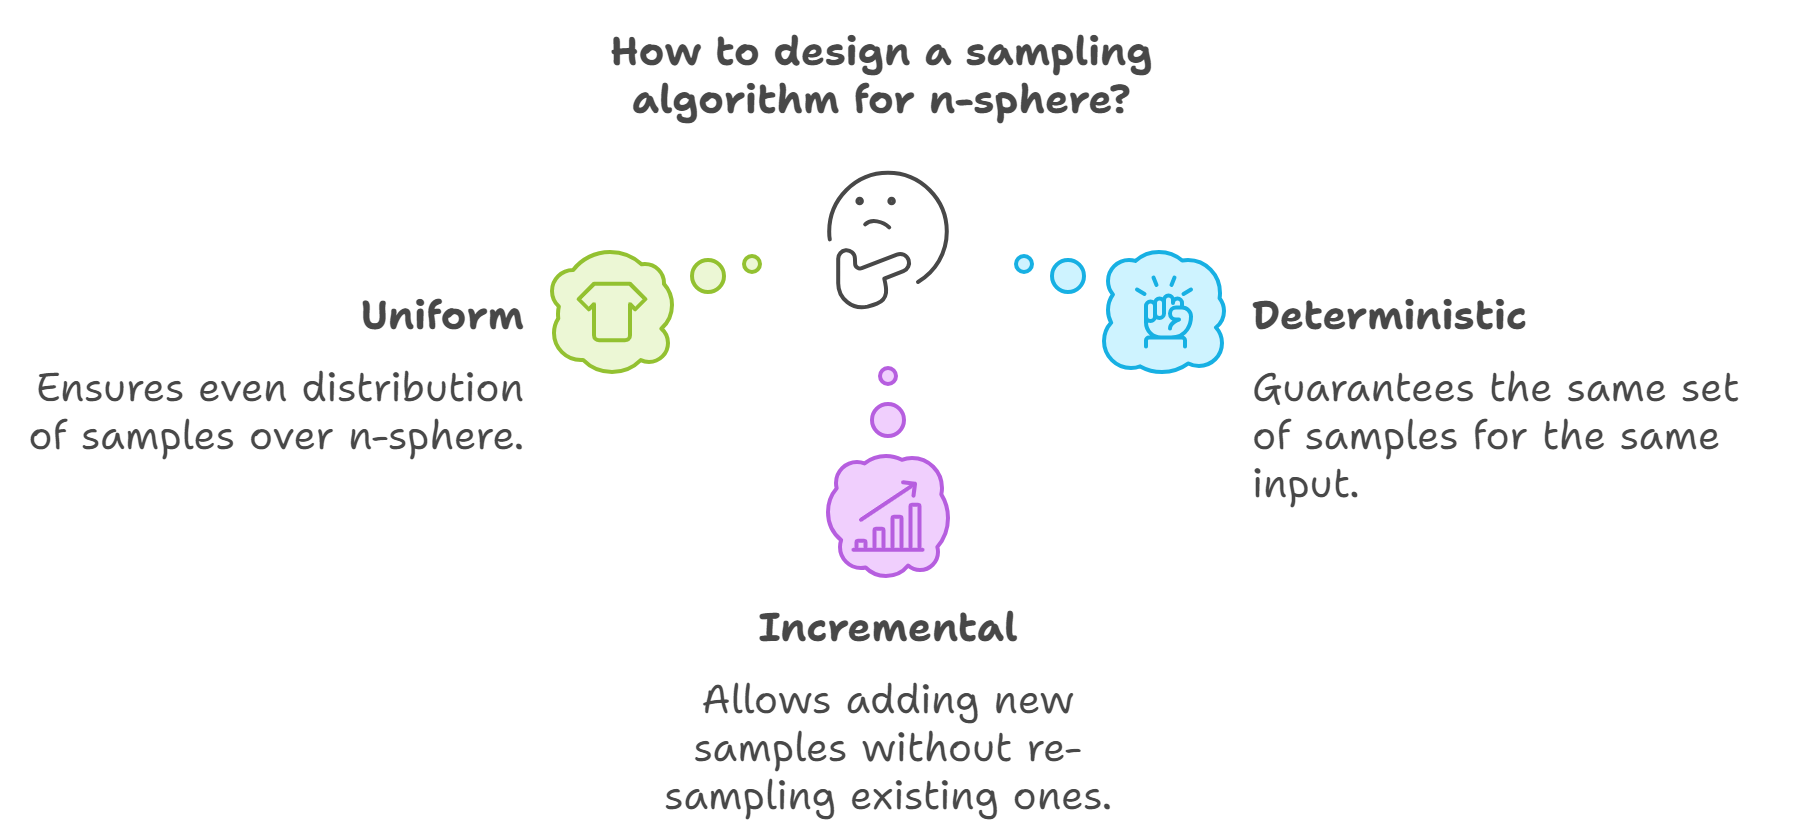 How to design a sampling
algorithm for n-sphere?
Uniform
Ensures even distribution
of samples over n-sphere.
Deterministic
Guarantees the same set
of samples for the same
input.
Incremental
Allows adding new
samples without re-
sampling existing ones.